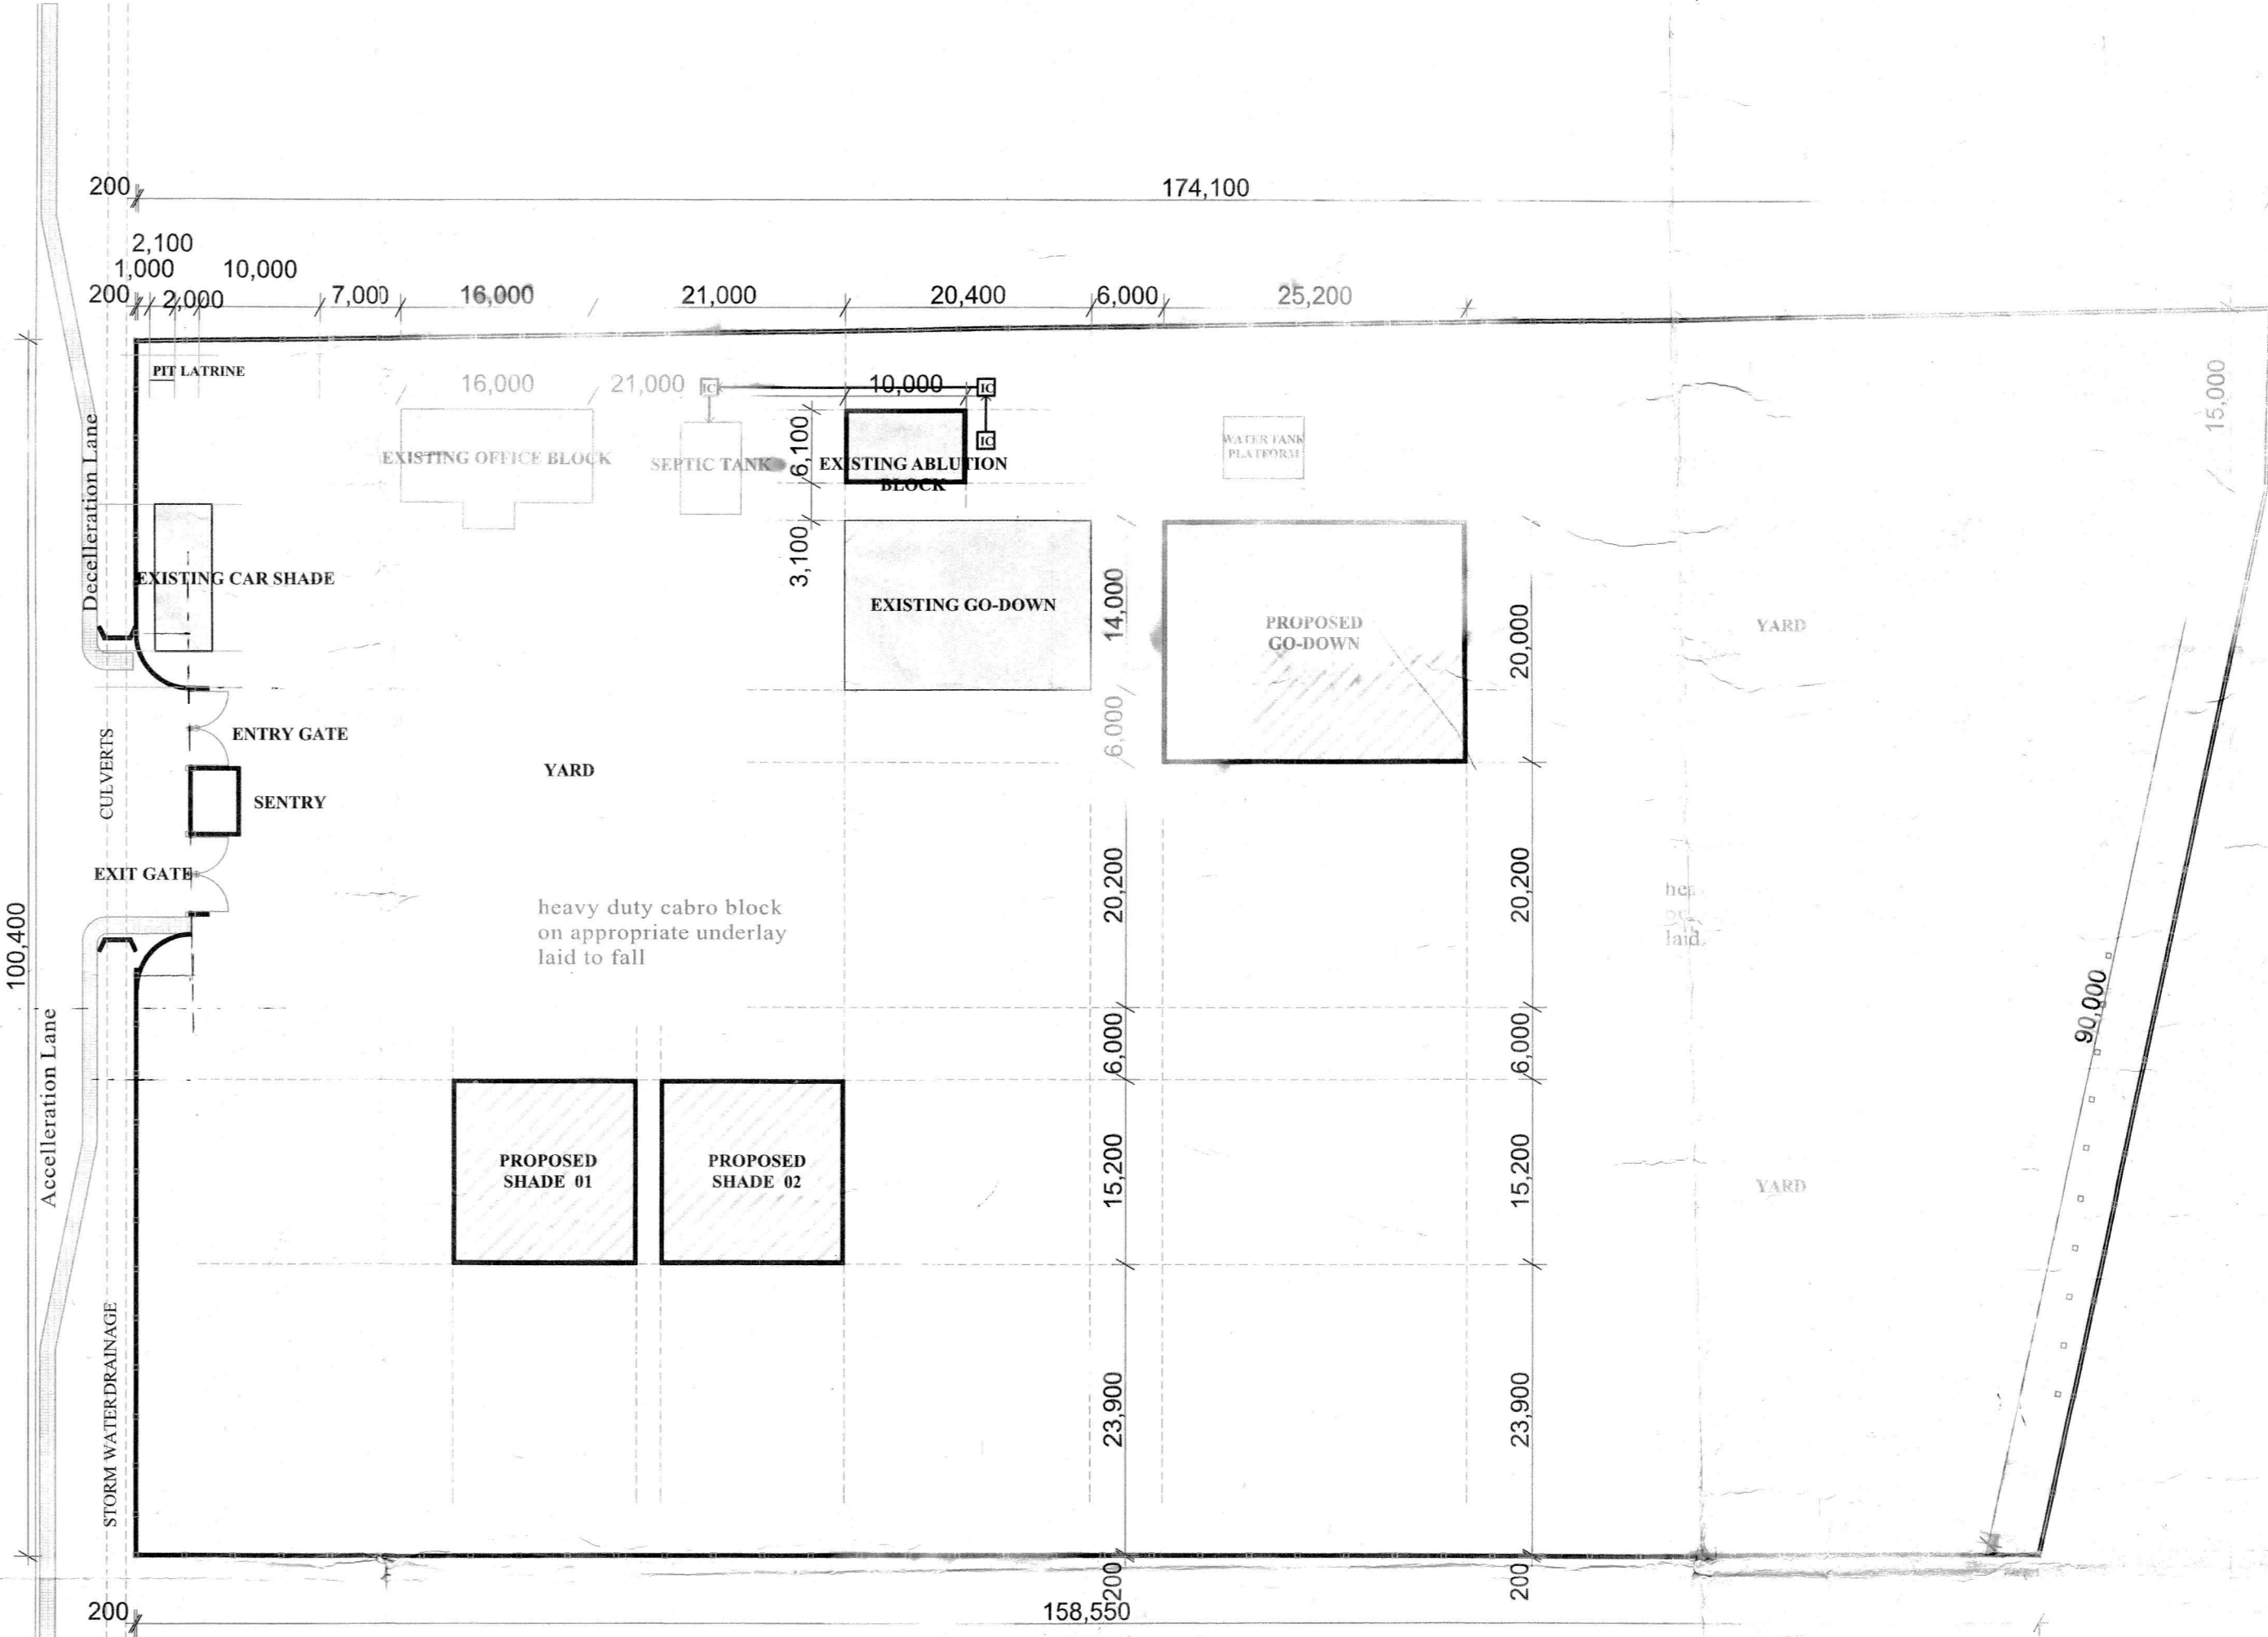 200
174,100
2,100
1,000
10,000
200
2,000
7,000
16,000
21,000
20,400
6,000
25,200
PIT LATRINE
16,000
21,000
IC
10,000
IC
15,000
Decelleration Lane
EXISTING OFFICE BLOCK
SEPTIC TANK
6,100
IC
EXISTING ABLUTION
BLOCK
WATER TANK
PLATFORM
3,100
EXISTING CAR SHADE
EXISTING GO-DOWN
14,000
PROPOSED
GO-DOWN
20,000
YARD
6,000
ENTRY GATE
CULVERTS
YARD
SENTRY
EXIT GATE
20,200
20,200
heavy duty cabro block
on appropriate underlay
laid to fall
laid
100,400
90,000
Accelleration Lane
6,000
6,000
PROPOSED
SHADE 01
PROPOSED
SHADE 02
15,200
15,200
YARD
STORM WATERDRAINAGE
23,900
23,900
200
200
200
158,550